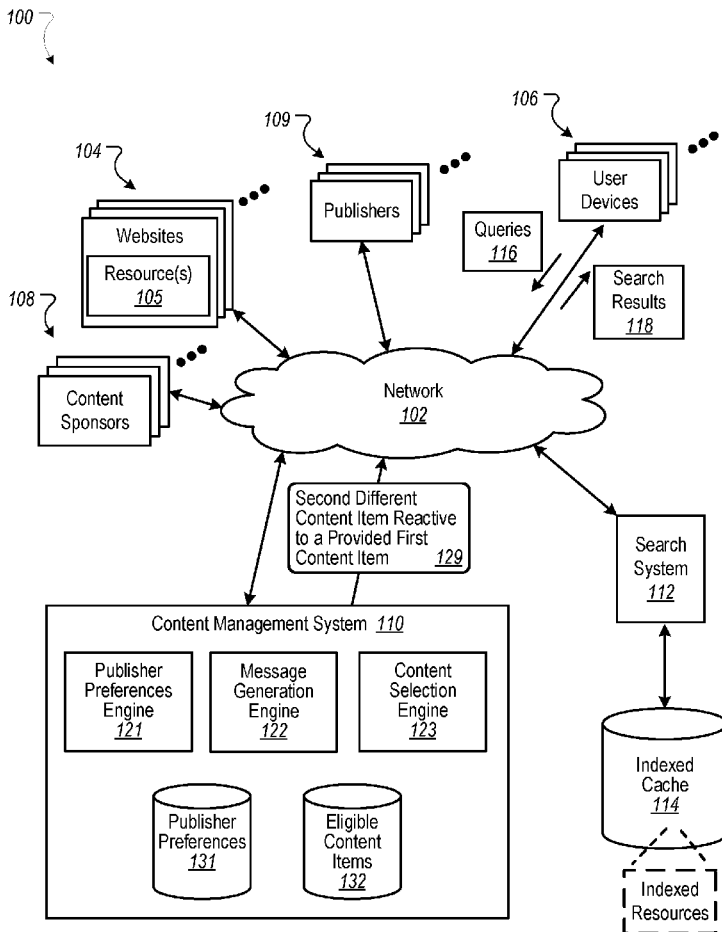 100
109
106
104
Publishers
User
Devices
Queries
116
Websites
Resource(s)
105
Search
Results
118
108
Content
Sponsors
Network
102
Second Different
Content Item Reactive
to a Provided First
Content Item 129
Search
System
112
Content Management System 110
Publisher
Preferences
Engine
121
Message
Generation
Engine
122
Content
Selection
Engine
123
Publisher
Preferences
131
Eligible
Content
Items
132
Indexed
Cache
114
Indexed
Resources